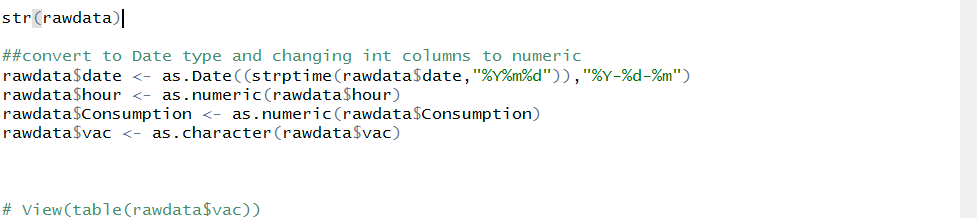 str(rawdata)
##convert to Date type and changing int columns to numeric
rawdata$date <- as.Date((strptime(rawdata$date,"%Y%m%d")),"%Y-%d-%m")
rawdata$hour <- as.numeric(rawdata$hour)
rawdata$Consumption <- as.numeric(rawdata$Consumption)
rawdata$vac <- as.character(rawdata$vac)
# View(table(rawdata$vac))